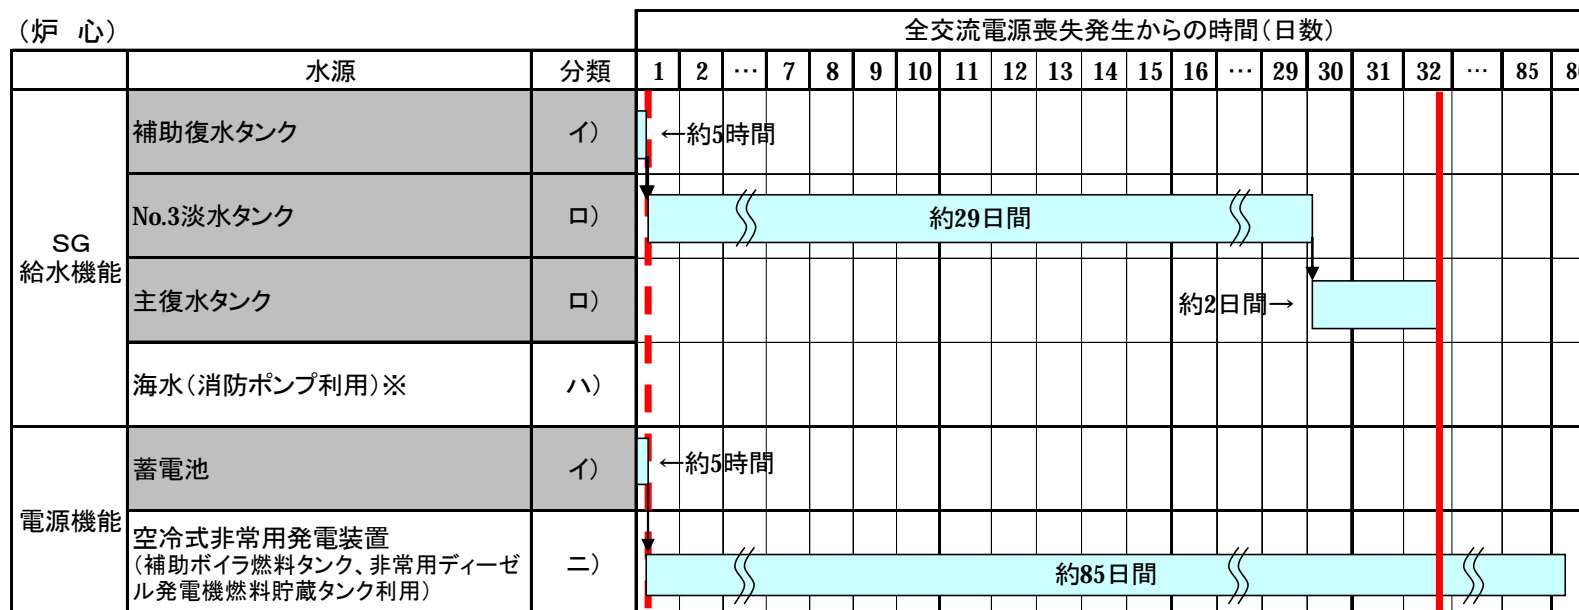 （炉　心）
全交流電源喪失発生からの時間（日数）
水源 分類 1 2 … 7 8 9 10 11 12 13 14 15 16 … 29 30 31 32 … 85
補助復水タンク イ） ←約5時間
No.3淡水タンク ロ） 約29日間
SG
給水機能
主復水タンク ロ） 約2日間→
海水（消防ポンプ利用）※ ハ）
蓄電池 イ） ←約5時間
電源機能
空冷式非常用発電装置
（補助ボイラ燃料タンク、非常用ディーゼ
ル発電機燃料貯蔵タンク利用）
ニ） 約85日間